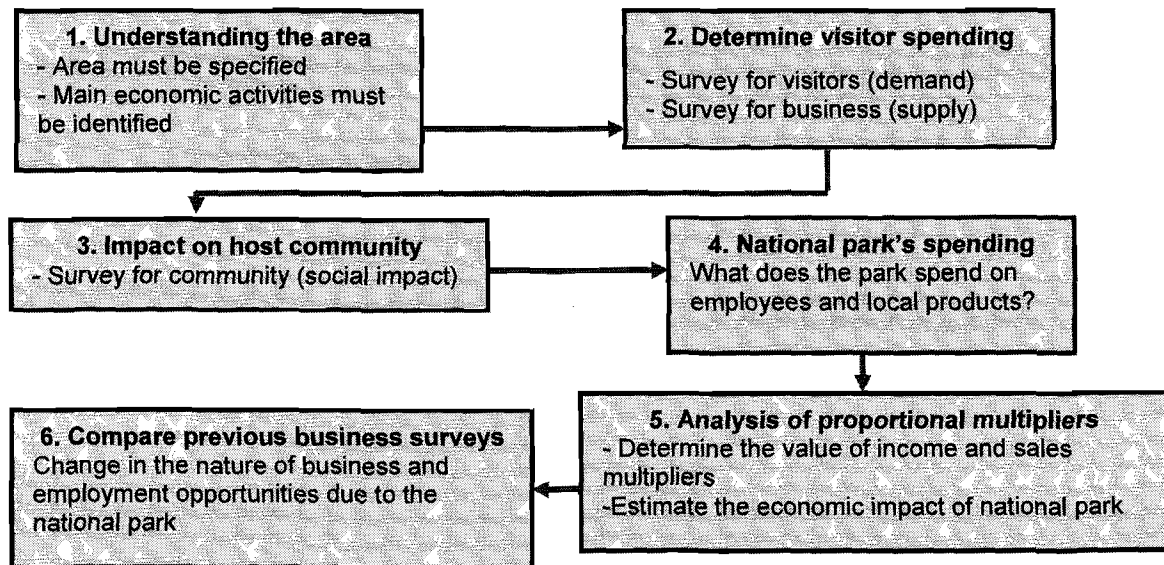 1. Understanding the area
- Area must be specified
- Main economic activities must
be identified
2. Determine visitor spending
- Survey for visitors (demand)
- Survey for business (supply)
3. Impact on host community
- Survey for community (social impact)
4. National park's spending
What does the park spend on
employees and local products?
5. Analysis of proportional multipliers
- Determine the value of income and sales
multipliers
-Estimate the economic impact of national park
6. Compare previous business surveys
Change in the nature of business and
employment opportunities due to the
national park